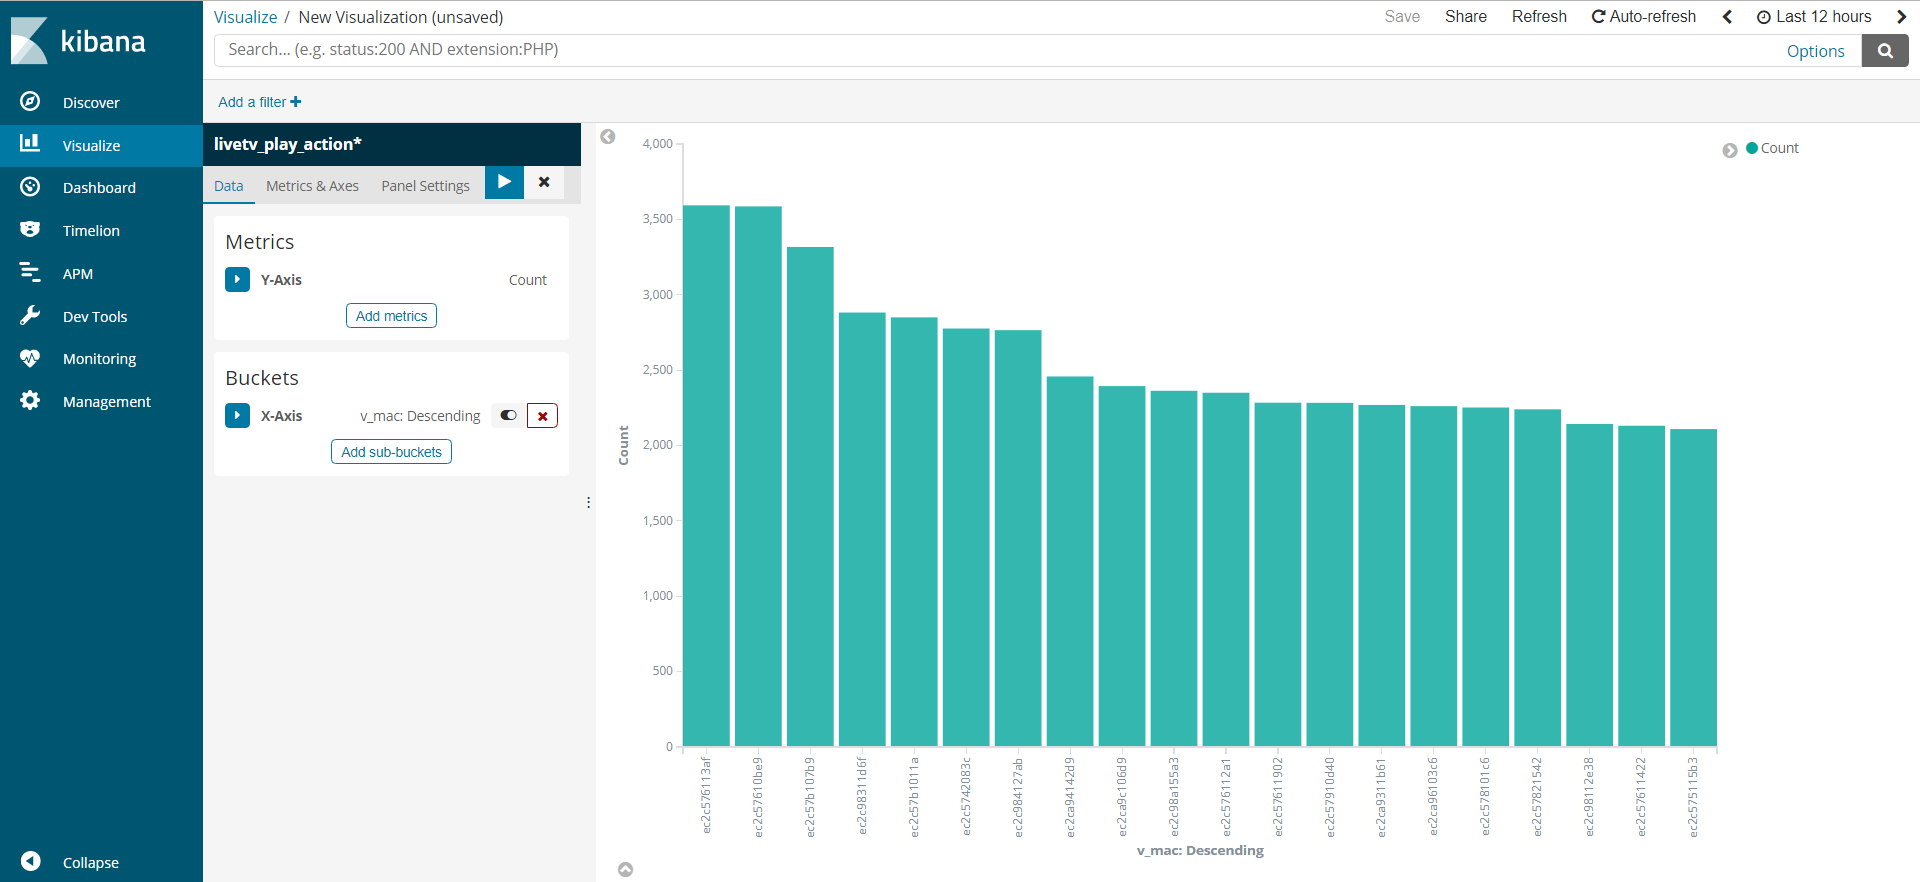 kibana
Discover
Visualize
Dashboard
Timelion
APM
Dev Tools
Monitoring
Management
Collapse
Visualize / New Visualization (unsaved)
Save Share Refresh Auto-refresh Last 12 hours
Search... (e.g. status:200 AND extension:PHP)
Options
Add a filter
livetv_play_action*
Data Metrics & Axes Panel Settings
Metrics
Y-Axis Count
Add metrics
Buckets
X-Axis v_mac: Descending
Add sub-buckets
Count
4,000
3,500
3,000
2,500
2,000
1,500
1,000
500
0
Count
ec2c576113af
ec2c57610be9
ec2c57b107b9
ec2c98311d6f
ec2c57b1011a
ec2c5742083c
ec2c984127ab
ec2ca94142d9
ec2ca9c106d9
ec2c98a155a3
ec2c576112a1
ec2c57611902
ec2c57910d40
ec2ca9311b61
ec2ca96103c6
ec2c578101c6
ec2c57821542
ec2c98112e38
ec2c57611422
ec2c575115b3
v_mac: Descending